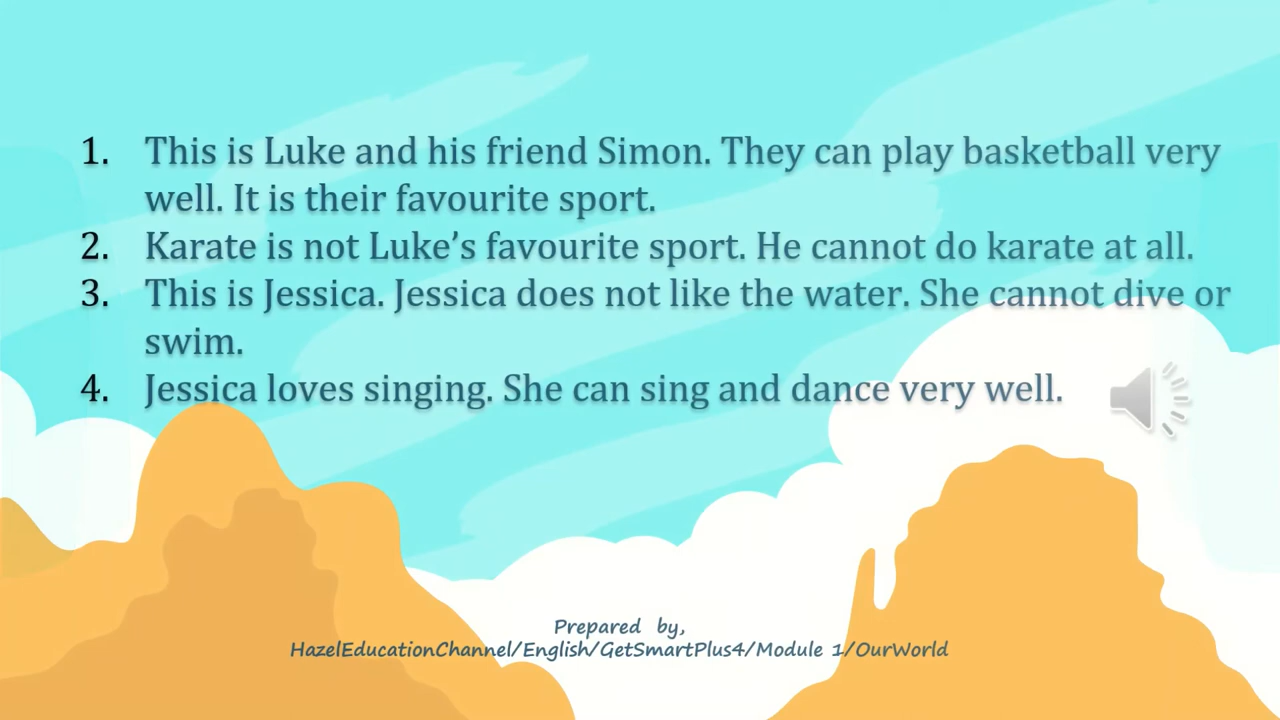 1. This is Luke and his friend Simon. They can play basketball very
well. It is their favourite sport.
2. Karate is not Luke’s favourite sport. He cannot do karate at all.
3. This is Jessica. Jessica does not like the water. She cannot dive or
swim.
4. Jessica loves singing. She can sing and dance very well.
Prepared by,
HazelEducationChannel/English/GetSmartPlus4/Module 1/OurWorld